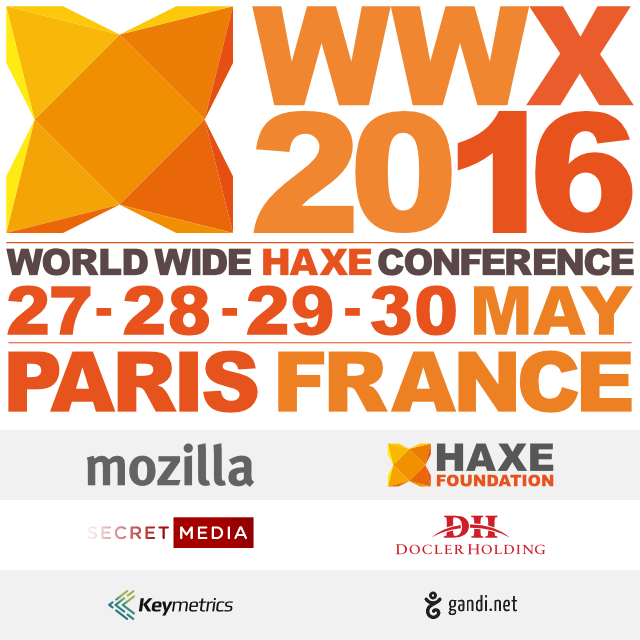 WWX
2016
WORLD WIDE HAXE CONFERENCE
27-28-29-30 MAY
PARIS FRANCE
mozilla
HAXE
FOUNDATION
SECRET MEDIA
DH
DOCLER HOLDING
Keymetrics
gandi.net